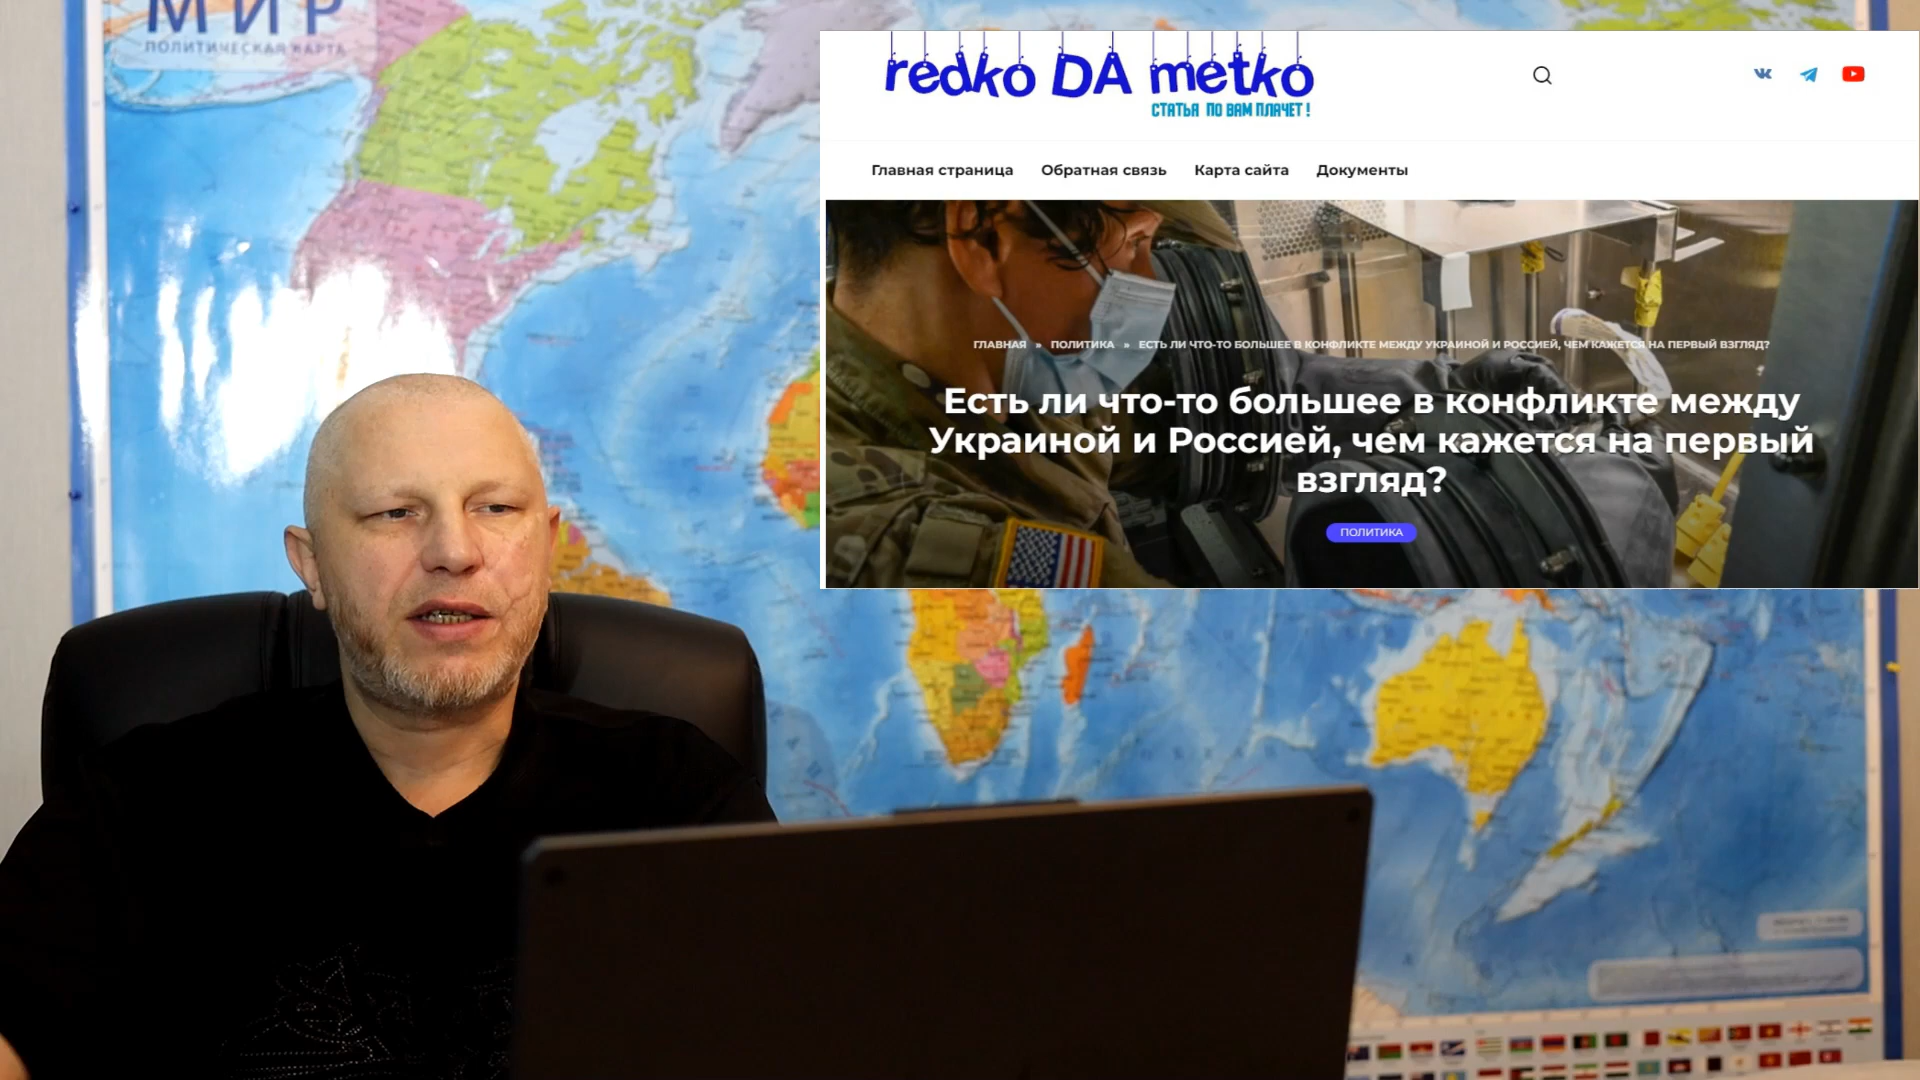 МИР
ПОЛИТИЧЕСКАЯ КАРТА
redko DA metko
СТАТЬЯ ПО ВАМ ПЛАЧЕТ!
Главная страница Обратная связь Карта сайта Документы
ГЛАВНАЯ » ПОЛИТИКА » ЕСТЬ ЛИ ЧТО-ТО БОЛЬШЕЕ В КОНФЛИКТЕ МЕЖДУ УКРАИНОЙ И РОССИЕЙ, ЧЕМ КАЖЕТСЯ НА ПЕРВЫЙ ВЗГЛЯД?
Есть ли что-то большее в конфликте между
Украиной и Россией, чем кажется на первый
взгляд?
ПОЛИТИКА